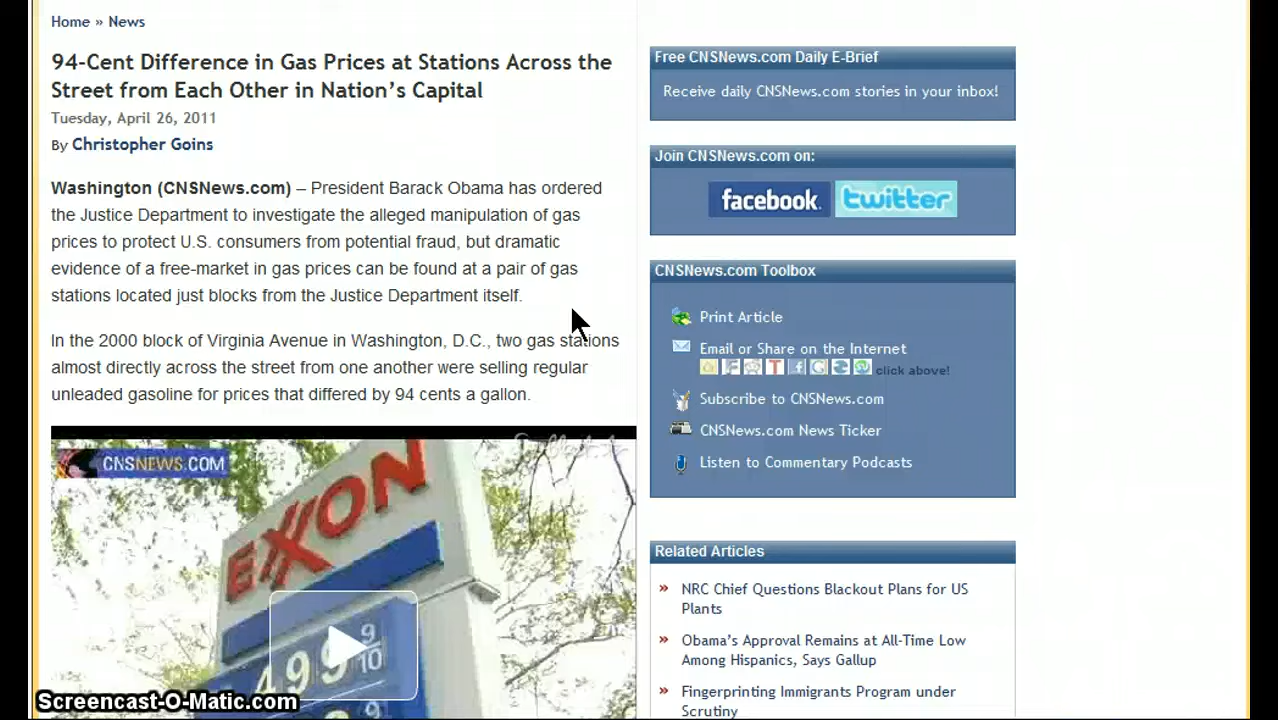 Home » News
94-Cent Difference in Gas Prices at Stations Across the
Street from Each Other in Nation's Capital
Tuesday, April 26, 2011
By Christopher Goins
Washington (CNSNews.com) – President Barack Obama has ordered
the Justice Department to investigate the alleged manipulation of gas
prices to protect U.S. consumers from potential fraud, but dramatic
evidence of a free-market in gas prices can be found at a pair of gas
stations located just blocks from the Justice Department itself.
In the 2000 block of Virginia Avenue in Washington, D.C., two gas stations
almost directly across the street from one another were selling regular
unleaded gasoline for prices that differed by 94 cents a gallon.
CNSNEWS.COM
EXXON
4 99 9/10
9
Screencast-O-Matic.com
Free CNSNews.com Daily E-Brief
Receive daily CNSNews.com stories in your inbox!
Join CNSNews.com on:
facebook. twitter
CNSNews.com Toolbox
Print Article
Email or Share on the Internet
click above!
Subscribe to CNSNews.com
CNSNews.com News Ticker
Listen to Commentary Podcasts
Related Articles
» NRC Chief Questions Blackout Plans for US
Plants
» Obama's Approval Remains at All-Time Low
Among Hispanics, Says Gallup
» Fingerprinting Immigrants Program under
Scrutiny